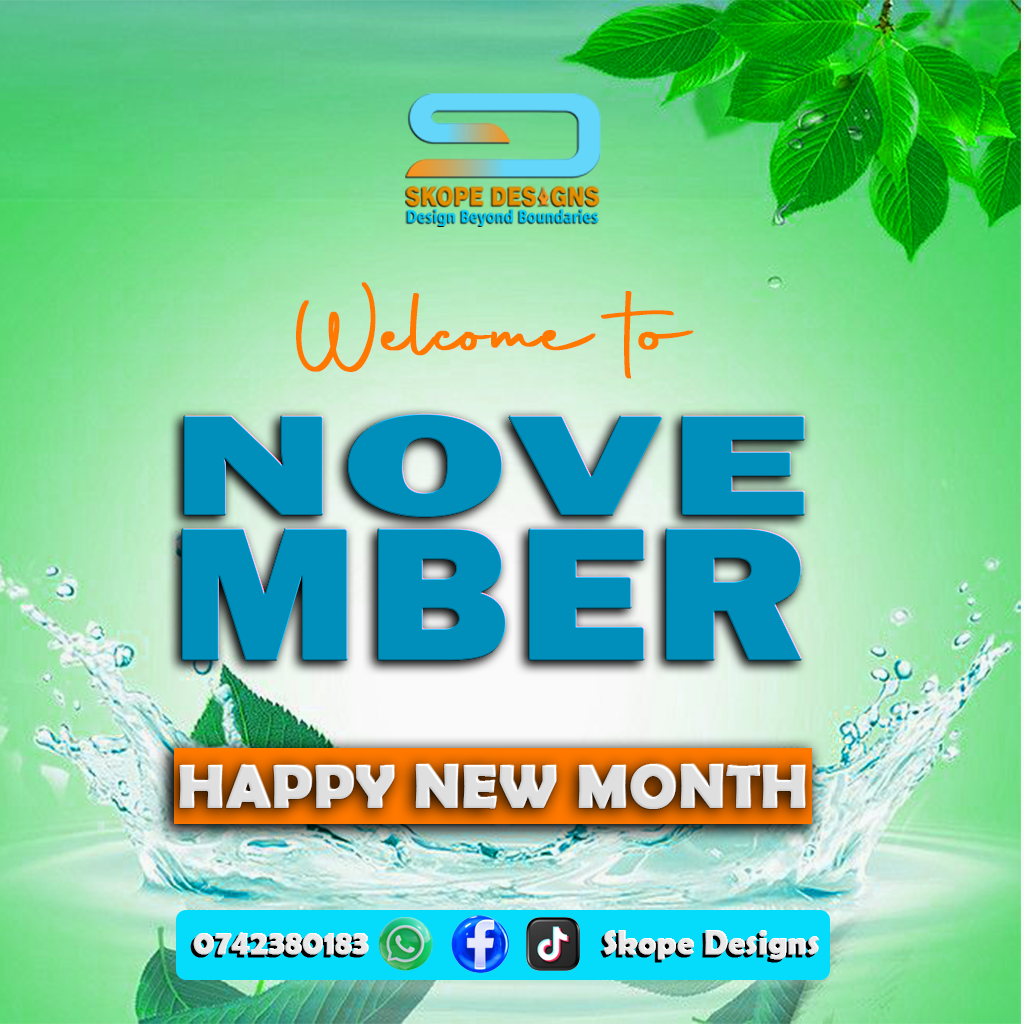 SKOPE DESIGNS
Design Beyond Boundaries
Welcome to
NOVE
MBER
HAPPY NEW MONTH
0742380183 Skope Designs